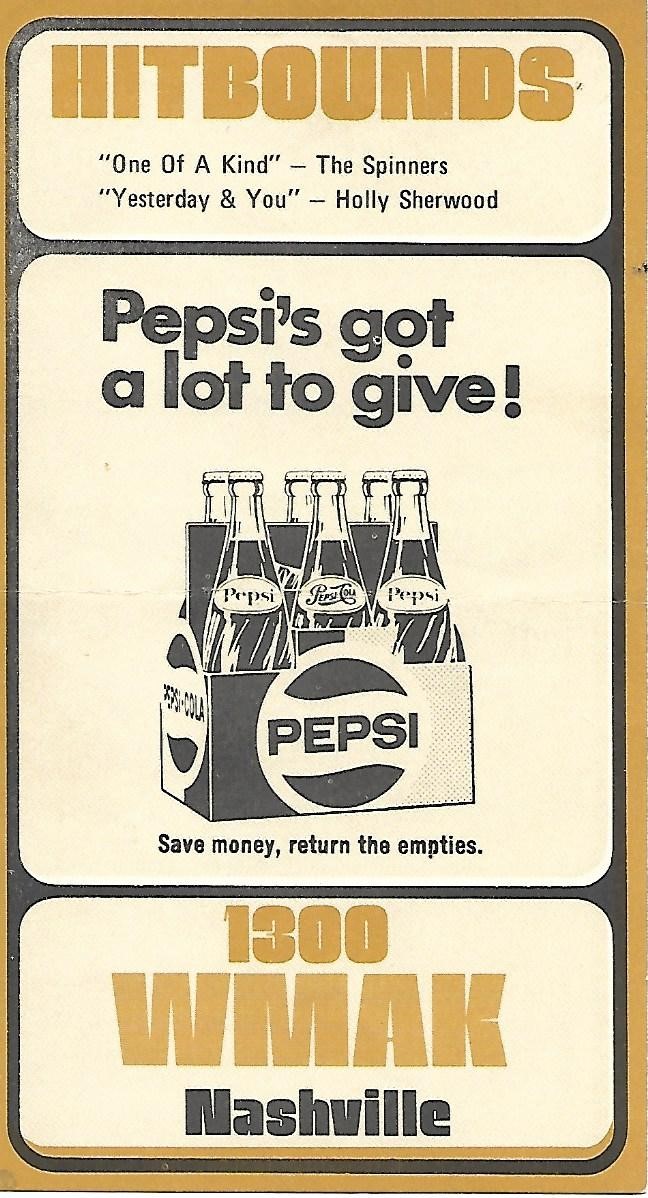 HITBOUNDS
"One Of A Kind" – The Spinners
"Yesterday & You" – Holly Sherwood
Pepsi's got
a lot to give!
Pepsi
PEPSI-COLA
Pepsi
PEPSI-COLA
PEPSI
Save money, return the empties.
1300
WMAK
Nashville